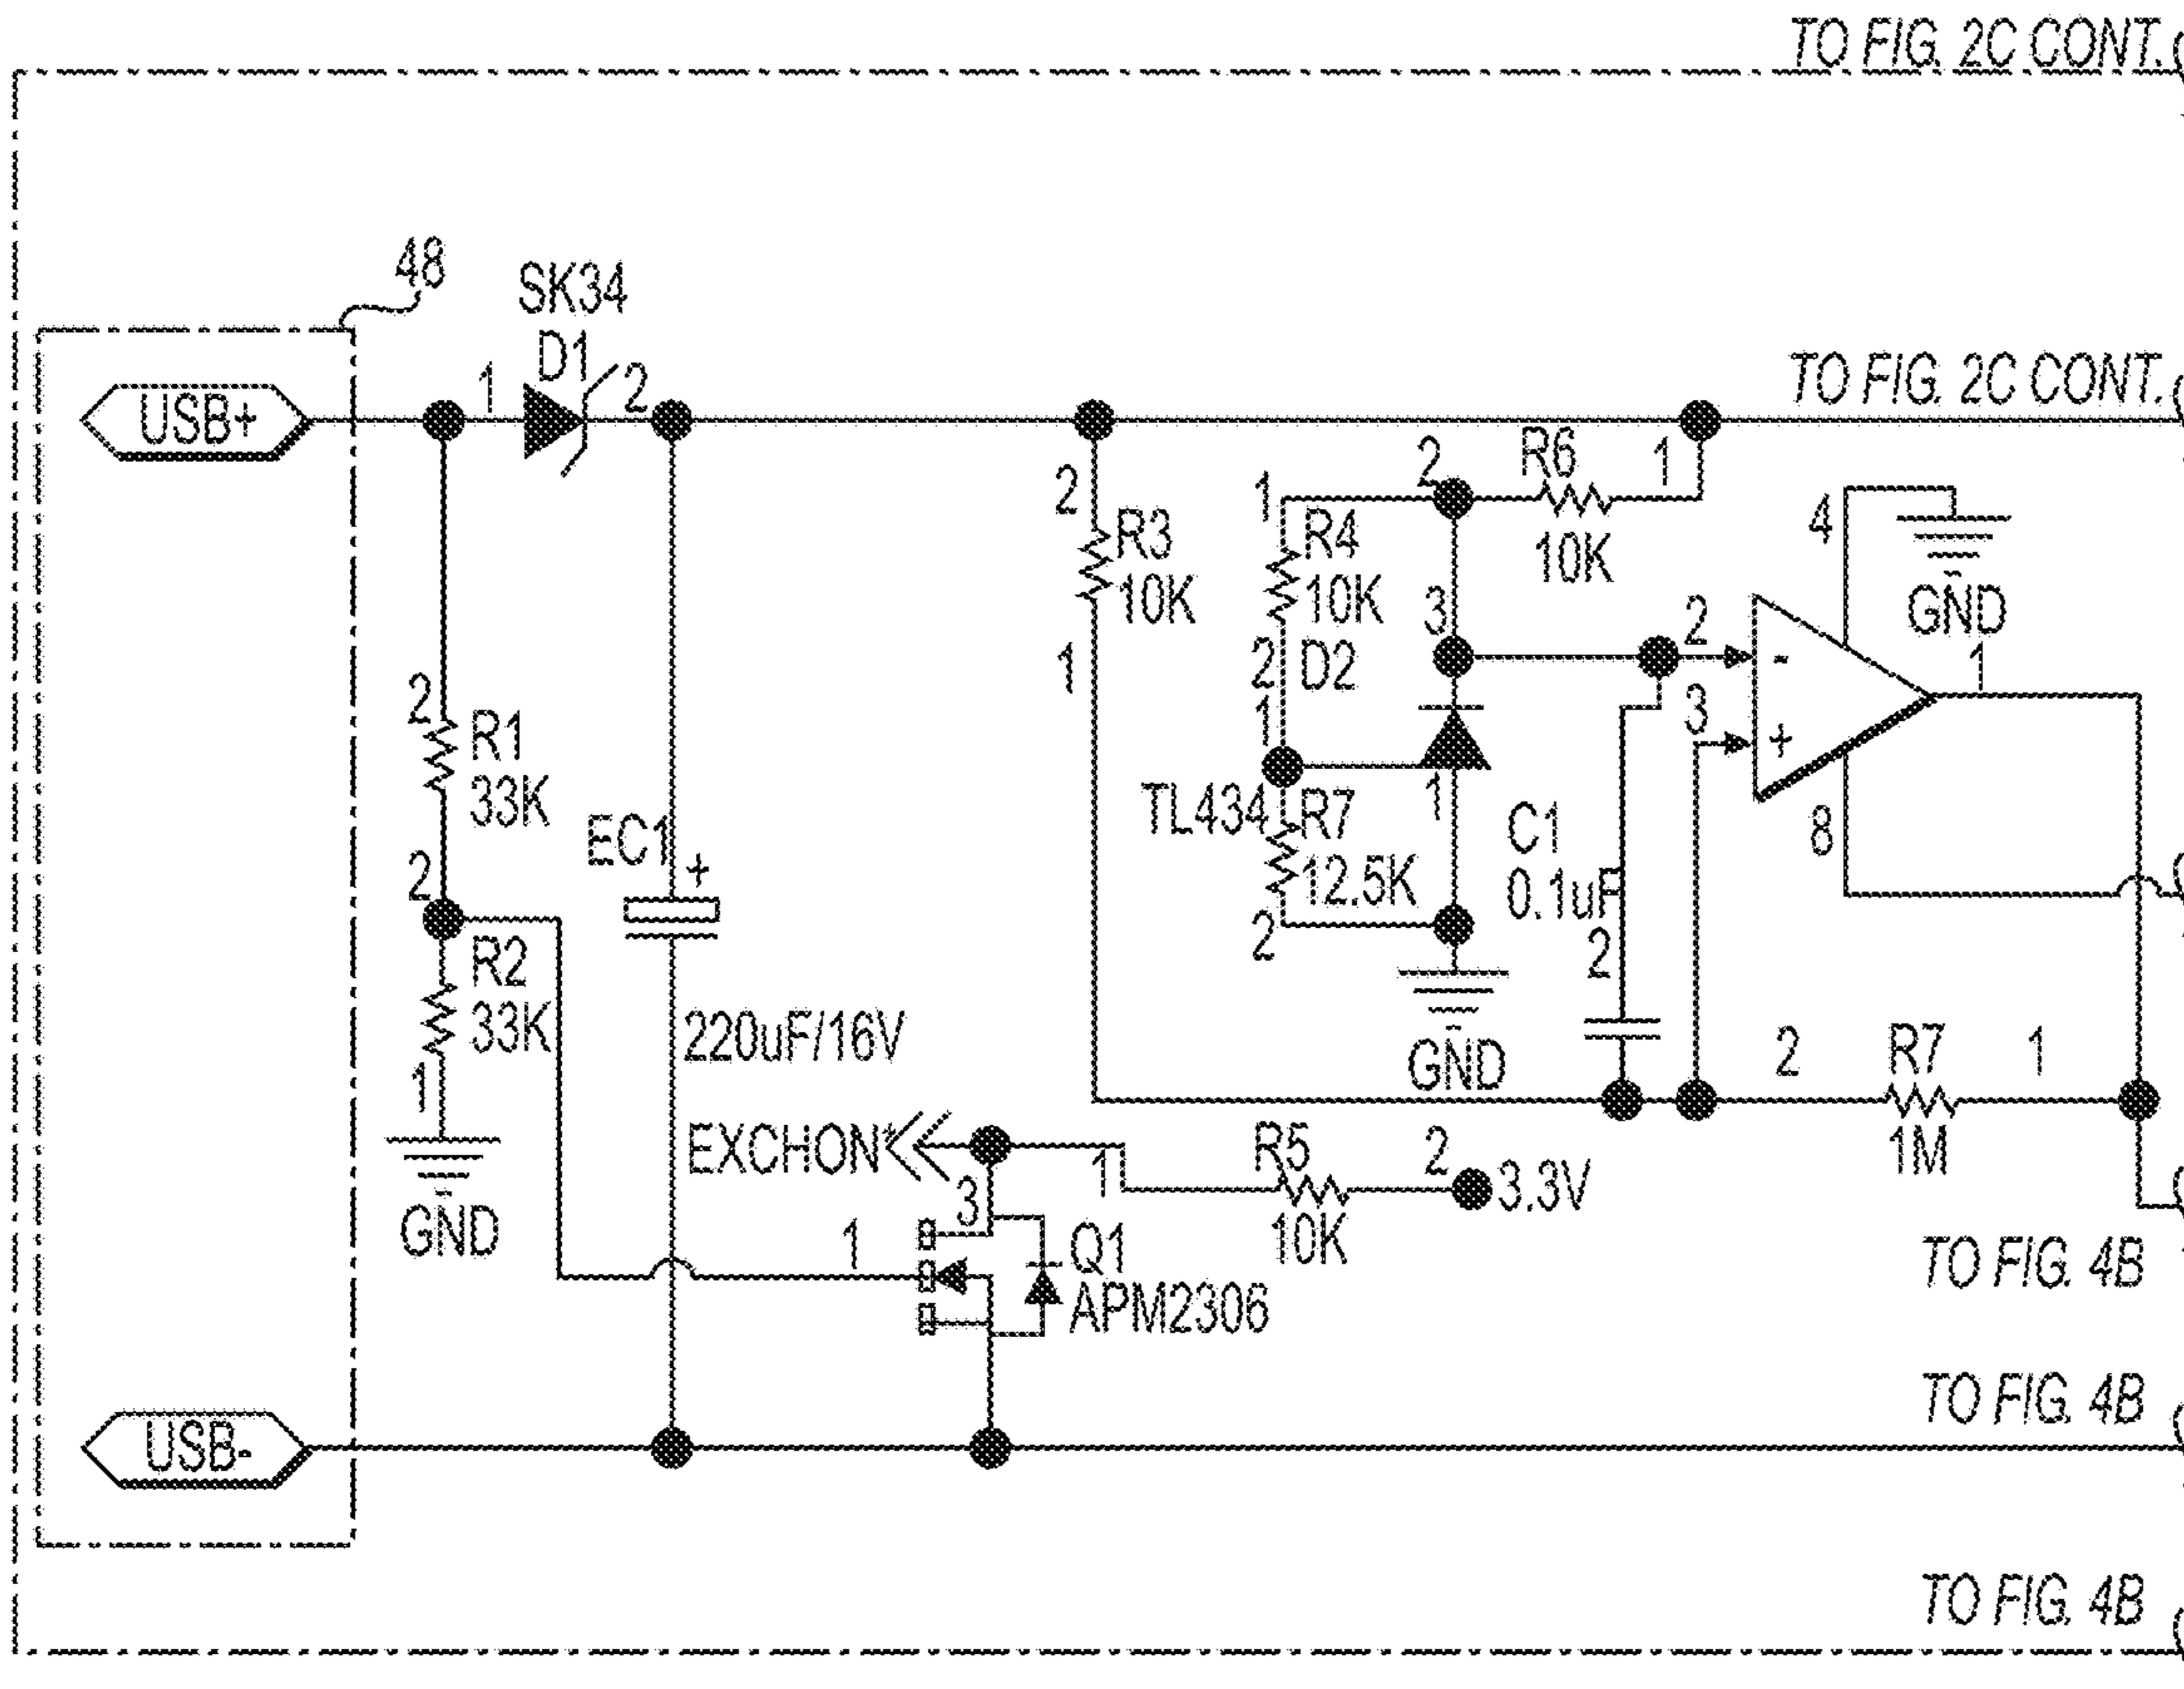 TO FIG. 2C CONT.
48
SK34
D1
1
2
USB+
TO FIG. 2C CONT.
2
R3
10K
1
1
R4
10K
2
D2
2
R6
1
10K
3
4
GND
2
-
3
+
1
8
2
R1
33K
2
R2
33K
1
GND
EC1
+
220uF/16V
1
TL434
R7
12.5K
2
1
GND
C1
0.1uF
2
2
R7
1
1M
EXCHON*
3
1
R5
2
3.3V
10K
1
Q1
APM2306
TO FIG. 4B
TO FIG. 4B
USB-
TO FIG. 4B